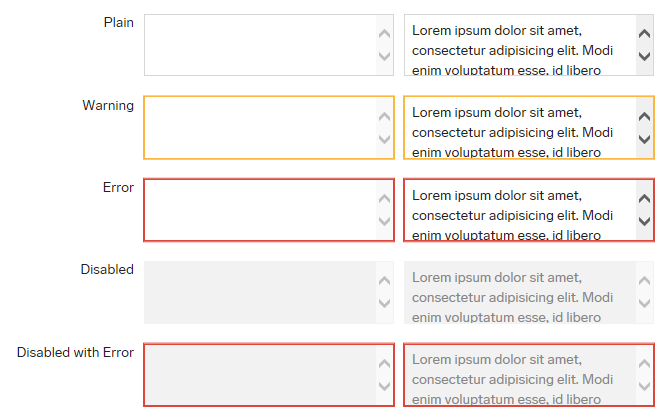 Plain
Lorem ipsum dolor sit amet,
consectetur adipisicing elit. Modi
enim voluptatum esse, id libero
Warning
Lorem ipsum dolor sit amet,
consectetur adipisicing elit. Modi
enim voluptatum esse, id libero
Error
Lorem ipsum dolor sit amet,
consectetur adipisicing elit. Modi
enim voluptatum esse, id libero
Disabled
Lorem ipsum dolor sit amet,
consectetur adipisicing elit. Modi
enim voluptatum esse, id libero
Disabled with Error
Lorem ipsum dolor sit amet,
consectetur adipisicing elit. Modi
enim voluptatum esse, id libero